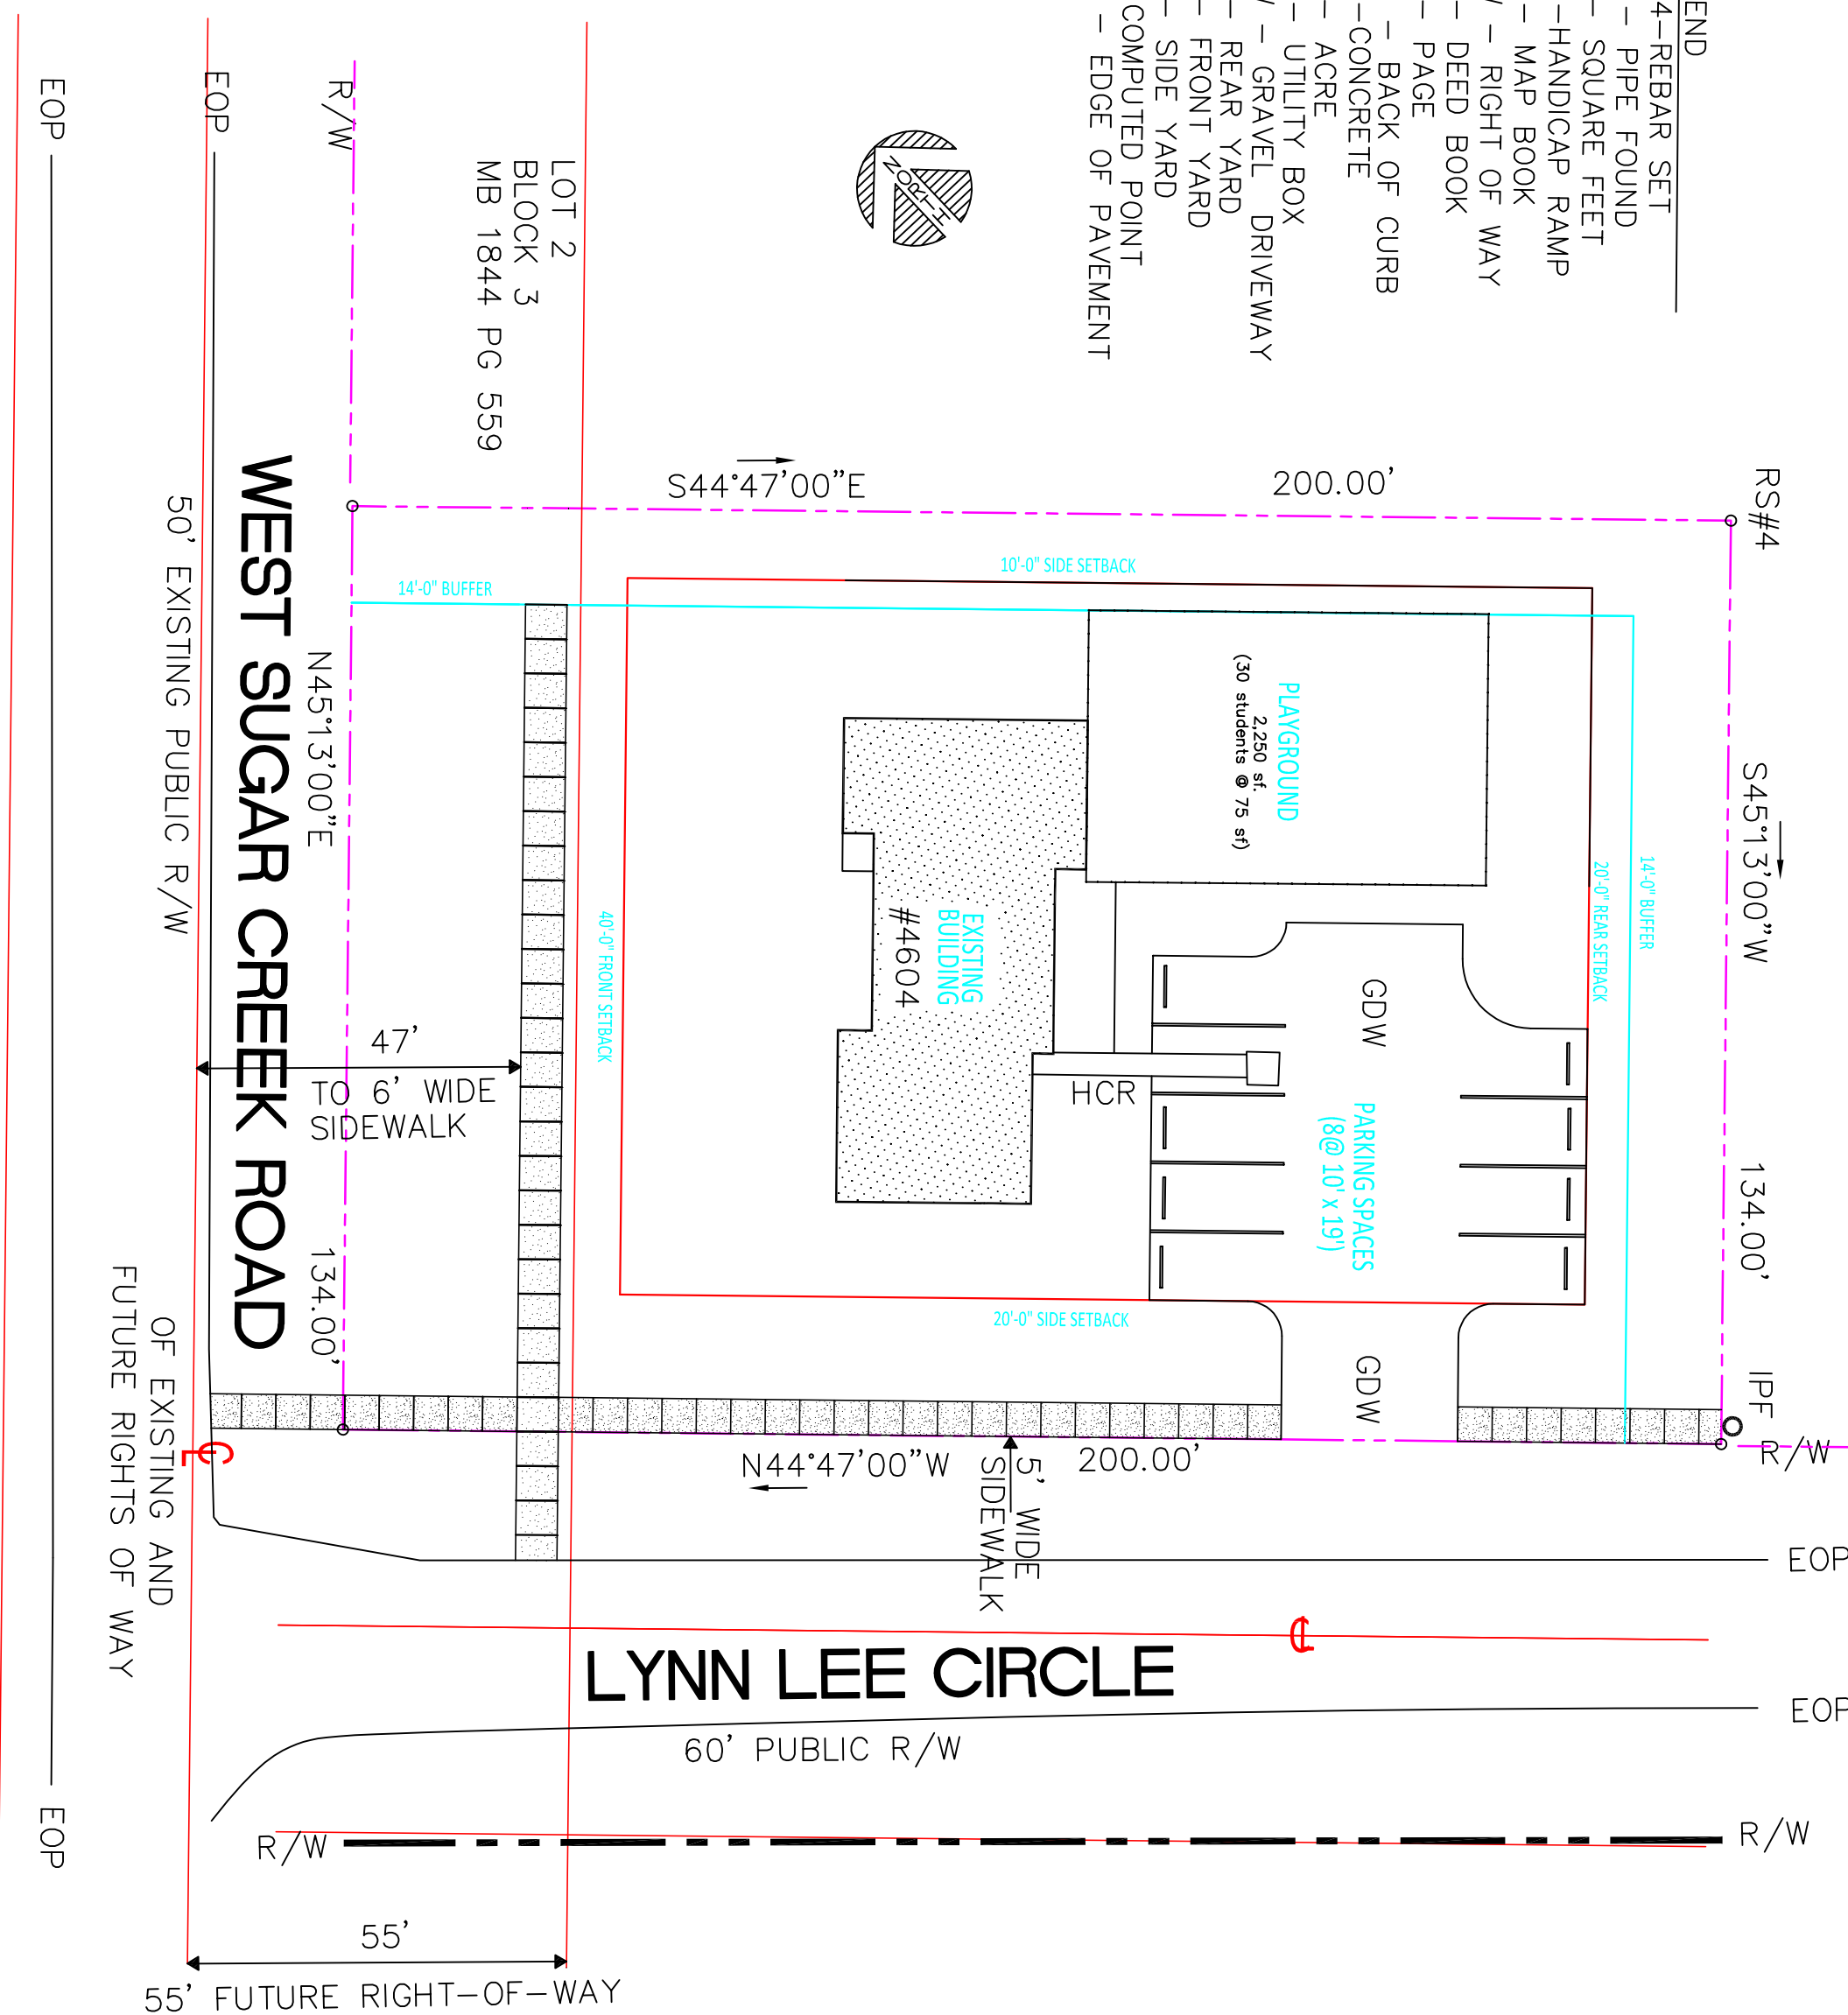 END
4-REBAR SET
- PIPE FOUND
- SQUARE FEET
-HANDICAP RAMP
- MAP BOOK
- RIGHT OF WAY
- DEED BOOK
- PAGE
- BACK OF CURB
-CONCRETE
- ACRE
- UTILITY BOX
- GRAVEL DRIVEWAY
- REAR YARD
- FRONT YARD
- SIDE YARD
COMPUTED POINT
- EDGE OF PAVEMENT
NORTH
EOP
EOP
R/W
LOT 2
BLOCK 3
MB 1844 PG 559
S44°47'00"E
200.00'
RS#4
S45°13'00"W
134.00'
IPF
R/W
10'-0" SIDE SETBACK
14'-0" BUFFER
14'-0" BUFFER
20'-0" REAR SETBACK
PLAYGROUND
2,250 sf.
(30 students @ 75 sf)
EXISTING
BUILDING
#4604
GDW
PARKING SPACES
(8@ 10' x 19')
HCR
GDW
40'-0" FRONT SETBACK
20'-0" SIDE SETBACK
WEST SUGAR CREEK ROAD
50' EXISTING PUBLIC R/W
N45°13'00"E
134.00'
47'
TO 6' WIDE
SIDEWALK
CL
OF EXISTING AND
FUTURE RIGHTS OF WAY
N44°47'00"W
200.00'
5' WIDE
SIDEWALK
EOP
CL
LYNN LEE CIRCLE
60' PUBLIC R/W
EOP
EOP
R/W
R/W
55'
55' FUTURE RIGHT-OF-WAY